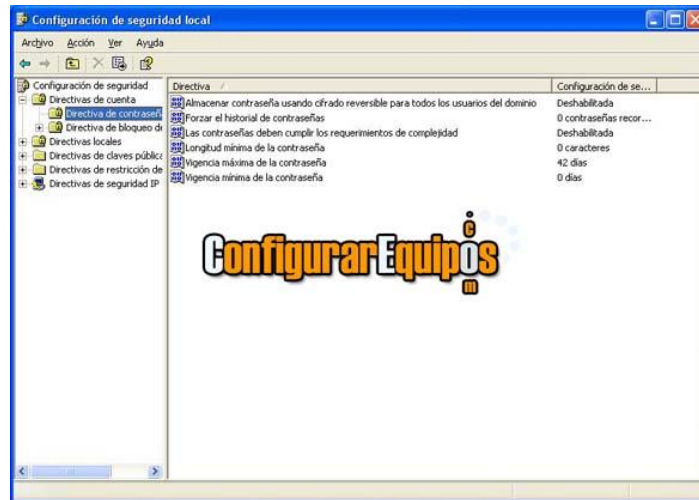 Configuración de seguridad local
Archivo Acción Ver Ayuda
Configuración de seguridad
Directivas de cuenta
Directiva de contraseñ
Directiva de bloqueo de
Directivas locales
Directivas de claves pública
Directivas de restricción de
Directivas de seguridad IP
Directiva Configuración de se...
Almacenar contraseña usando cifrado reversible para todos los usuarios del dominio Deshabilitada
Forzar el historial de contraseñas 0 contraseñas recor...
Las contraseñas deben cumplir los requerimientos de complejidad Deshabilitada
Longitud mínima de la contraseña 0 caracteres
Vigencia máxima de la contraseña 42 días
Vigencia mínima de la contraseña 0 días
ConfigurarEquipos
.com